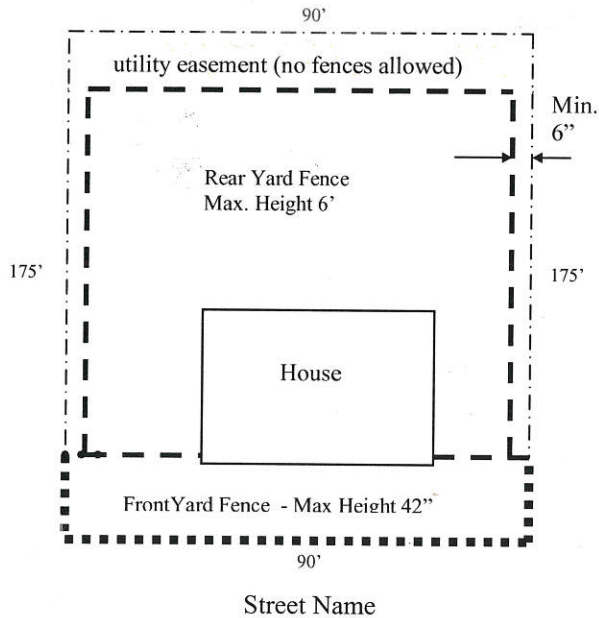 90’
utility easement (no fences allowed)
Min.
6”
Rear Yard Fence
Max. Height 6’
175’
175’
House
FrontYard Fence - Max Height 42”
90’
Street Name